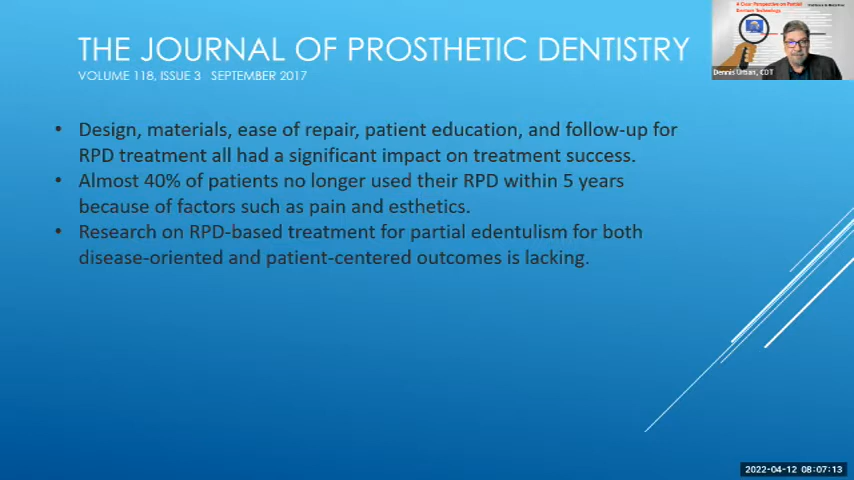 THE JOURNAL OF PROSTHETIC DENTISTRY
VOLUME 118, ISSUE 3 SEPTEMBER 2017
• Design, materials, ease of repair, patient education, and follow-up for
RPD treatment all had a significant impact on treatment success.
• Almost 40% of patients no longer used their RPD within 5 years
because of factors such as pain and esthetics.
• Research on RPD-based treatment for partial edentulism for both
disease-oriented and patient-centered outcomes is lacking.
Dennis Urban, CDT
2022-04-12 08:07:13